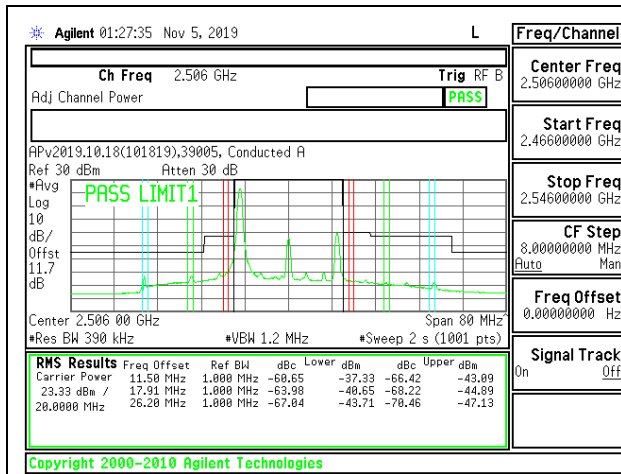 Agilent 01:27:35 Nov 5, 2019 L
Ch Freq 2.506 GHz Trig RF B
Adj Channel Power PASS
APv2019.10.18(101819),39005, Conducted A
Ref 30 dBm Atten 30 dB
#Avg
Log
10
dB/
Offst
11.7
dB
PASS LIMIT1
Center 2.506 00 GHz Span 80 MHz^
#Res BW 390 kHz #VBW 1.2 MHz #Sweep 2 s (1001 pts)
RMS Results Freq Offset Ref BW dBc Lower dBm dBc Upper dBm
Carrier Power 11.50 MHz 1.000 MHz -60.65 -37.33 -66.42 -43.09
23.33 dBm / 17.91 MHz 1.000 MHz -63.98 -40.65 -68.22 -44.89
20.0000 MHz 26.20 MHz 1.000 MHz -67.04 -43.71 -70.46 -47.13
Copyright 2000-2010 Agilent Technologies
Freq/Channel
Center Freq
2.50600000 GHz
Start Freq
2.46600000 GHz
Stop Freq
2.54600000 GHz
CF Step
8.00000000 MHz
Auto Man
Freq Offset
0.00000000 Hz
Signal Track
On Off